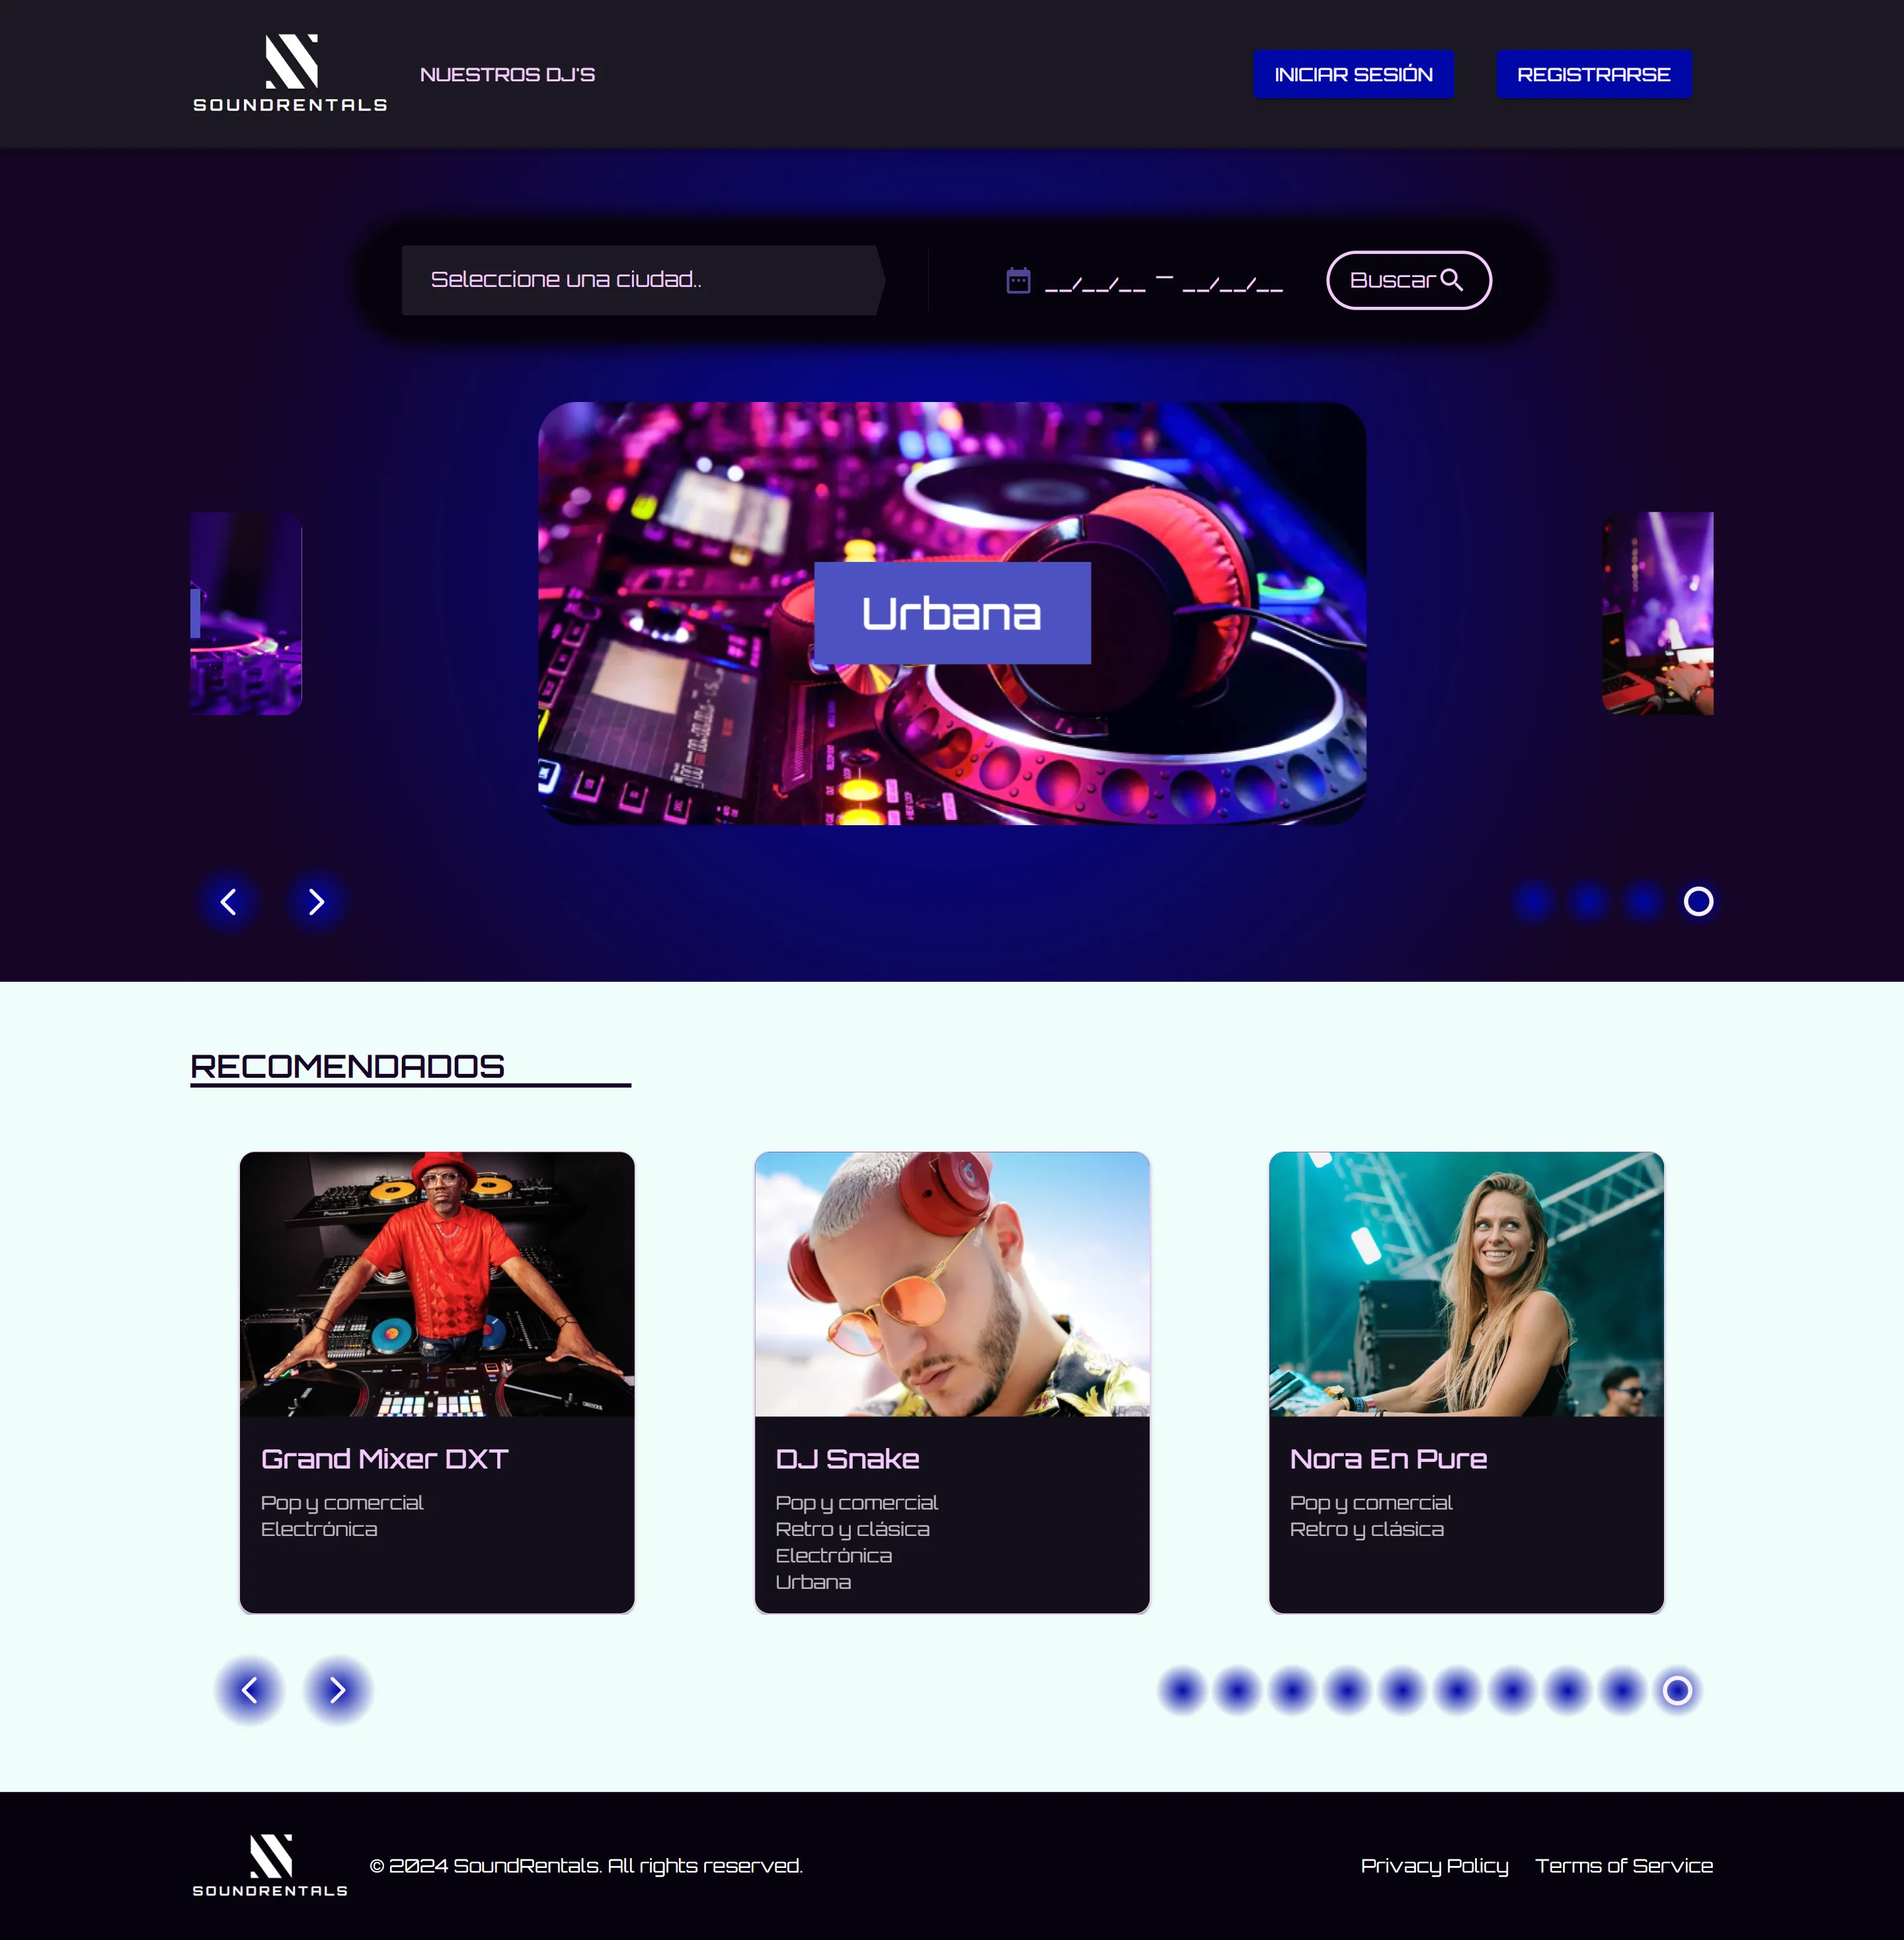 SOUNDRENTALS
NUESTROS DJ'S
INICIAR SESIÓN
REGISTRARSE
Seleccione una ciudad..
__/__/__ — __/__/__
Buscar
Urbana
RECOMENDADOS
Grand Mixer DXT
Pop y comercial
Electrónica
DJ Snake
Pop y comercial
Retro y clásica
Electrónica
Urbana
Nora En Pure
Pop y comercial
Retro y clásica
SOUNDRENTALS
© 2024 SoundRentals. All rights reserved.
Privacy Policy
Terms of Service